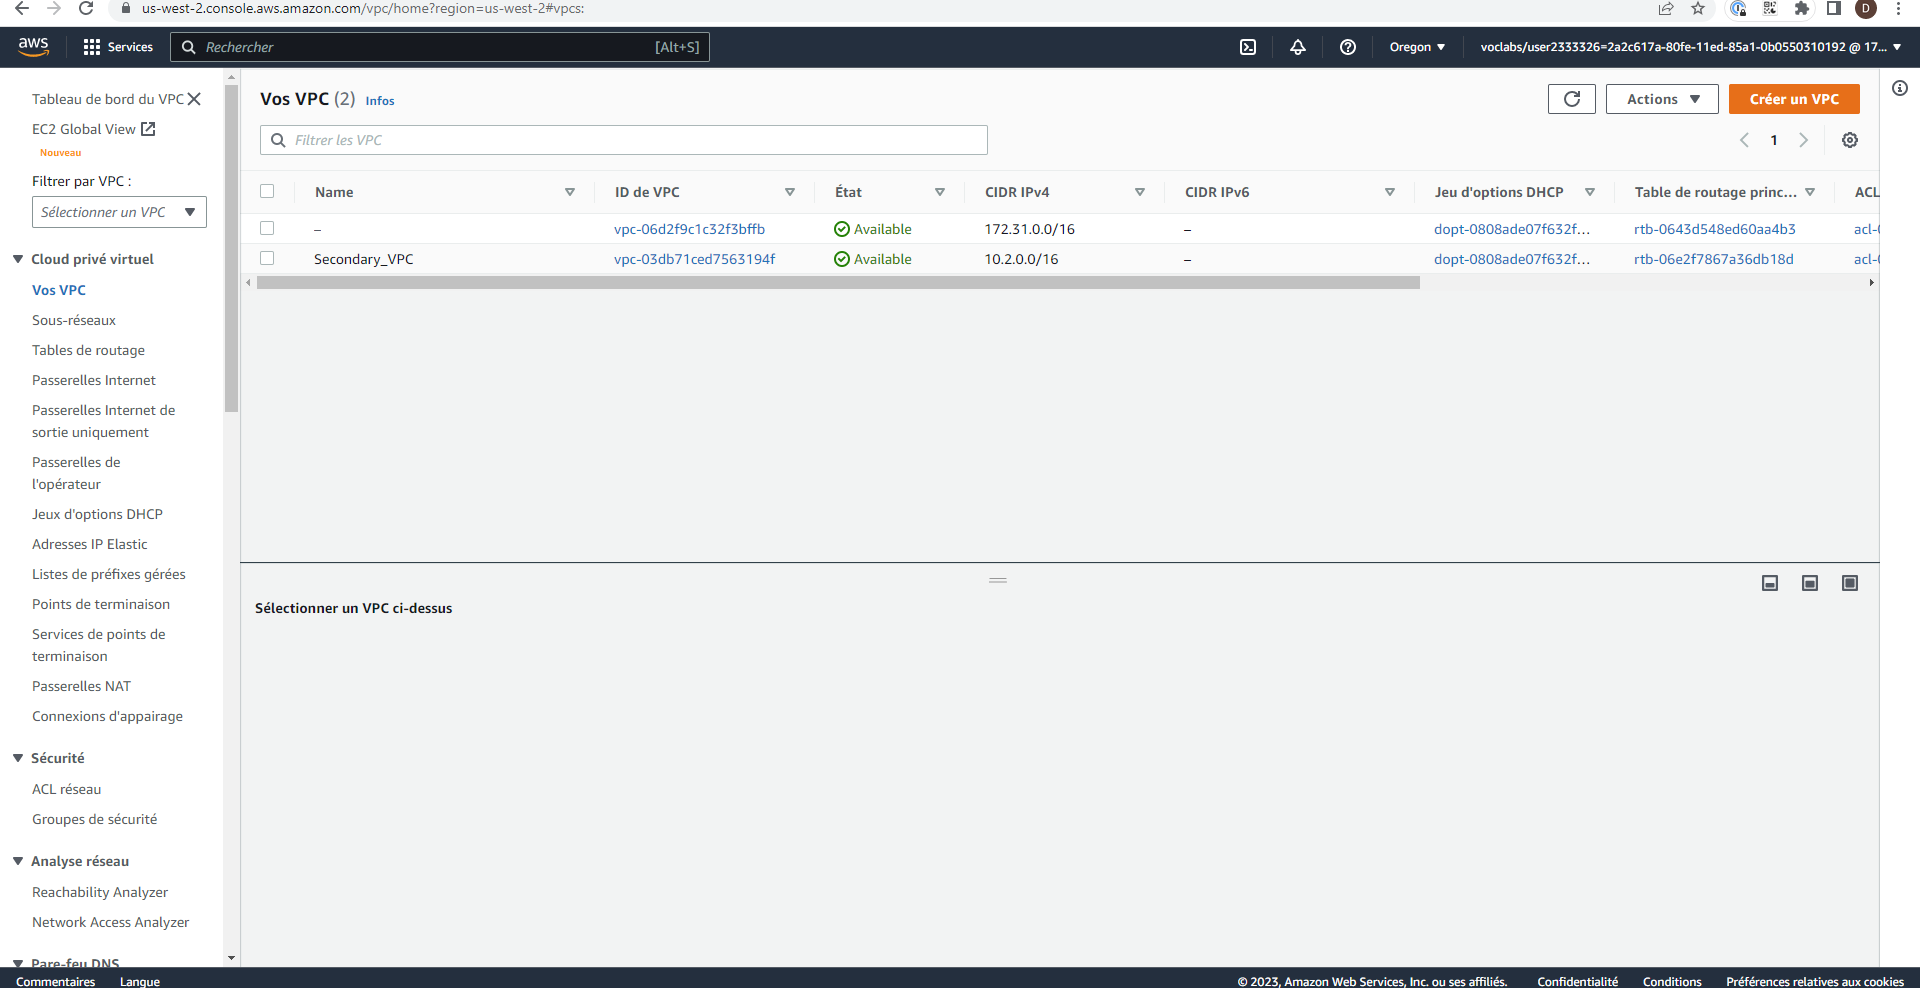 us-west-2.console.aws.amazon.com/vpc/home?region=us-west-2#vpcs:
D
aws
Services
Rechercher
[Alt+S]
Oregon
voclabs/user2333326=2a2c617a-80fe-11ed-85a1-0b0550310192 @ 17...
Tableau de bord du VPC
EC2 Global View
Nouveau
Filtrer par VPC :
Sélectionner un VPC
Cloud privé virtuel
Vos VPC
Sous-réseaux
Tables de routage
Passerelles Internet
Passerelles Internet de
sortie uniquement
Passerelles de
l'opérateur
Jeux d'options DHCP
Adresses IP Elastic
Listes de préfixes gérées
Points de terminaison
Services de points de
terminaison
Passerelles NAT
Connexions d'appairage
Sécurité
ACL réseau
Groupes de sécurité
Analyse réseau
Reachability Analyzer
Network Access Analyzer
Pare-feu DNS
Vos VPC (2) Infos
Actions
Créer un VPC
Filtrer les VPC
1
Name ID de VPC État CIDR IPv4 CIDR IPv6 Jeu d'options DHCP Table de routage princ... ACL
– vpc-06d2f9c1c32f3bffb Available 172.31.0.0/16 – dopt-0808ade07f632f... rtb-0643d548ed60aa4b3 acl-0
Secondary_VPC vpc-03db71ced7563194f Available 10.2.0.0/16 – dopt-0808ade07f632f... rtb-06e2f7867a36db18d acl-0
Sélectionner un VPC ci-dessus
Commentaires Langue © 2023, Amazon Web Services, Inc. ou ses affiliés. Confidentialité Conditions Préférences relatives aux cookies